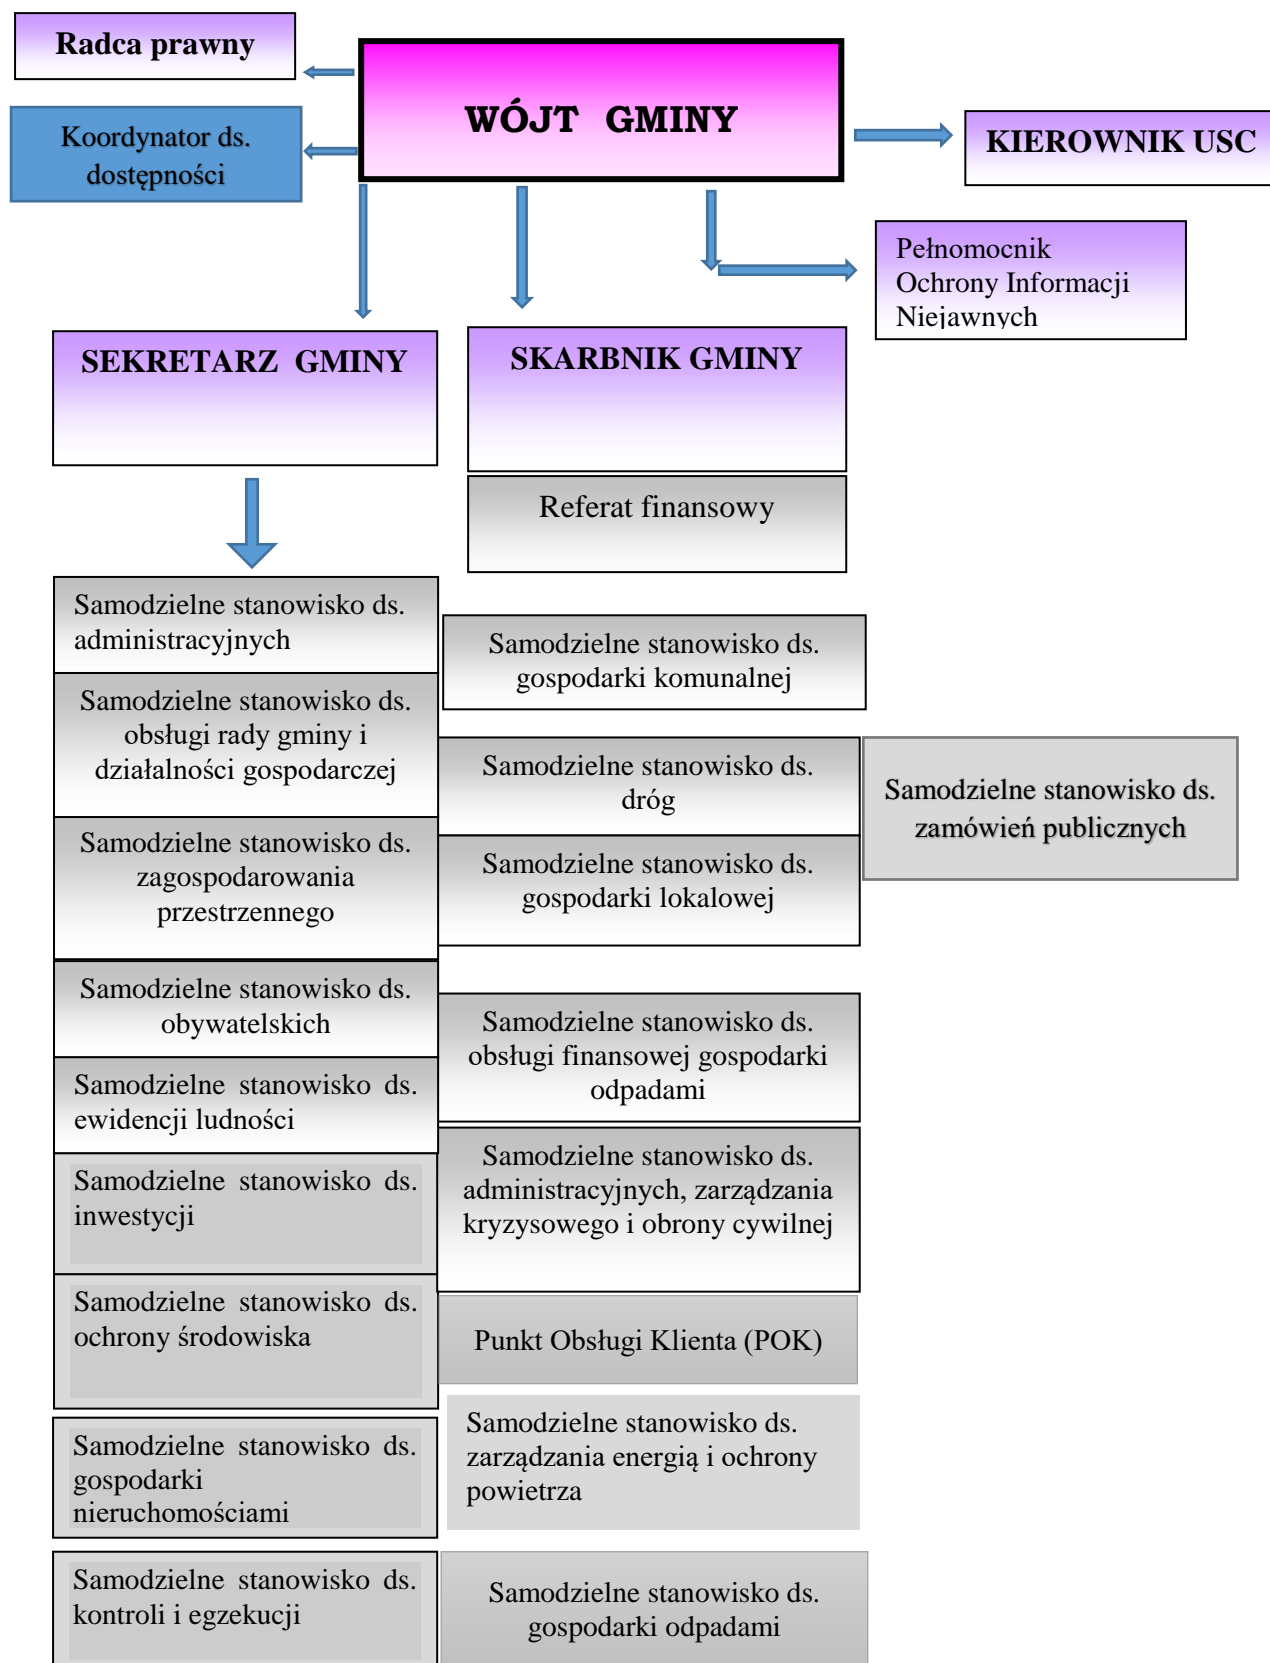 Radca prawny
WÓJT GMINY
Koordynator ds.
dostępności
KIEROWNIK USC
Pełnomocnik
Ochrony Informacji
Niejawnych
SEKRETARZ GMINY
SKARBNIK GMINY
Referat finansowy
Samodzielne stanowisko ds.
administracyjnych
Samodzielne stanowisko ds.
obsługi rady gminy i
działalności gospodarczej
Samodzielne stanowisko ds.
zagospodarowania
przestrzennego
Samodzielne stanowisko ds.
obywatelskich
Samodzielne stanowisko ds.
ewidencji ludności
Samodzielne stanowisko ds.
inwestycji
Samodzielne stanowisko ds.
ochrony środowiska
Samodzielne stanowisko ds.
gospodarki
nieruchomościami
Samodzielne stanowisko ds.
kontroli i egzekucji
Samodzielne stanowisko ds.
gospodarki komunalnej
Samodzielne stanowisko ds.
dróg
Samodzielne stanowisko ds.
gospodarki lokalowej
Samodzielne stanowisko ds.
obsługi finansowej gospodarki
odpadami
Samodzielne stanowisko ds.
administracyjnych, zarządzania
kryzysowego i obrony cywilnej
Punkt Obsługi Klienta (POK)
Samodzielne stanowisko ds.
zarządzania energią i ochrony
powietrza
Samodzielne stanowisko ds.
gospodarki odpadami
Samodzielne stanowisko ds.
zamówień publicznych